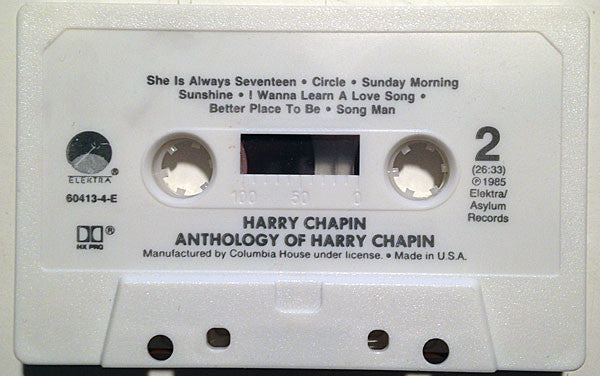 She Is Always Seventeen • Circle • Sunday Morning
Sunshine • I Wanna Learn A Love Song •
Better Place To Be • Song Man
ELEKTRA®
60413-4-E
2
(26:33)
℗1985
Elektra/
Asylum
Records
100 50 0
®
HX PRO
HARRY CHAPIN
ANTHOLOGY OF HARRY CHAPIN
Manufactured by Columbia House under license. • Made in U.S.A.